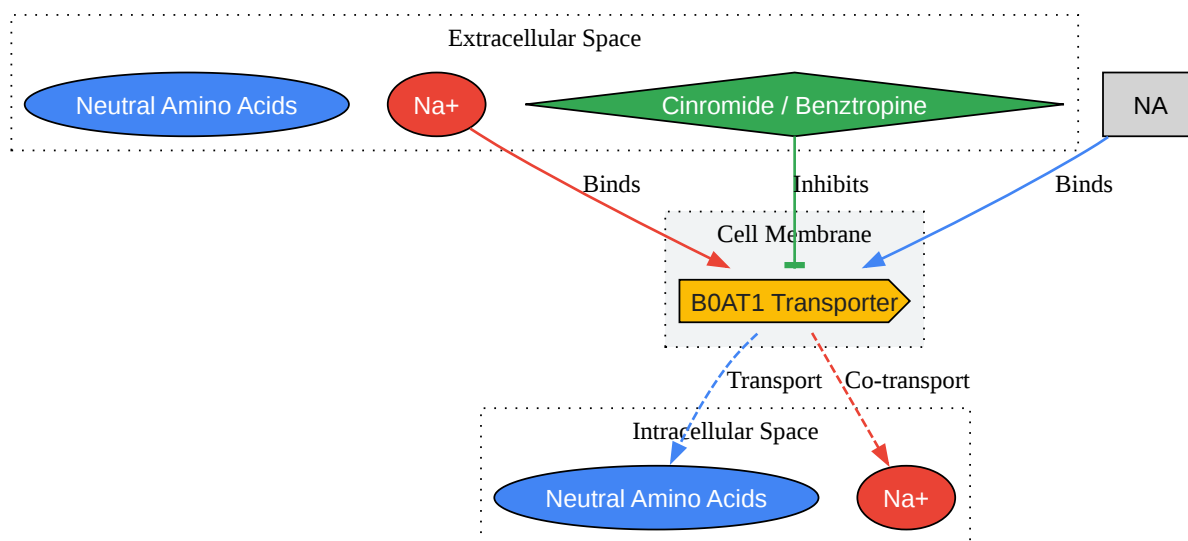 Extracellular Space
Neutral Amino Acids
Na+
Cinromide / Benztropine
NA
Binds
Inhibits
Binds
Cell Membrane
B0AT1 Transporter
Transport
Co-transport
Intracellular Space
Neutral Amino Acids
Na+